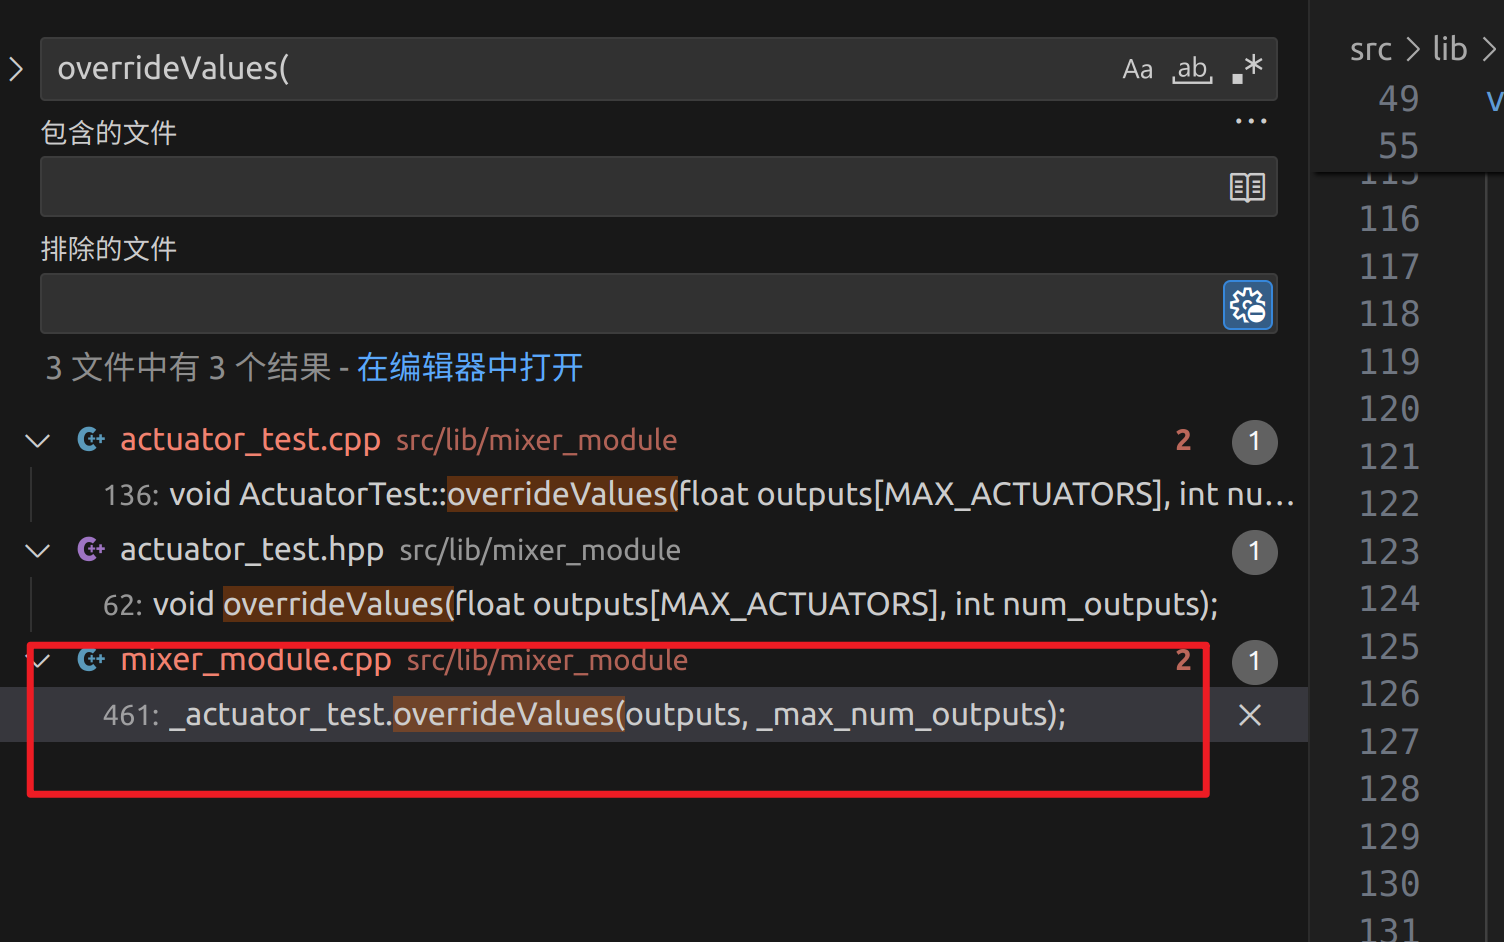 overrideValues(
Aa ab .*
包含的文件
...
排除的文件
3 文件中有 3 个结果 - 在编辑器中打开
actuator_test.cpp src/lib/mixer_module 2 1
136: void ActuatorTest::overrideValues(float outputs[MAX_ACTUATORS], int nu...
actuator_test.hpp src/lib/mixer_module 1
62: void overrideValues(float outputs[MAX_ACTUATORS], int num_outputs);
mixer_module.cpp src/lib/mixer_module 2 1
461: _actuator_test.overrideValues(outputs, _max_num_outputs);
src > lib >
49 v
55
115
116
117
118
119
120
121
122
123
124
125
126
127
128
129
130
131